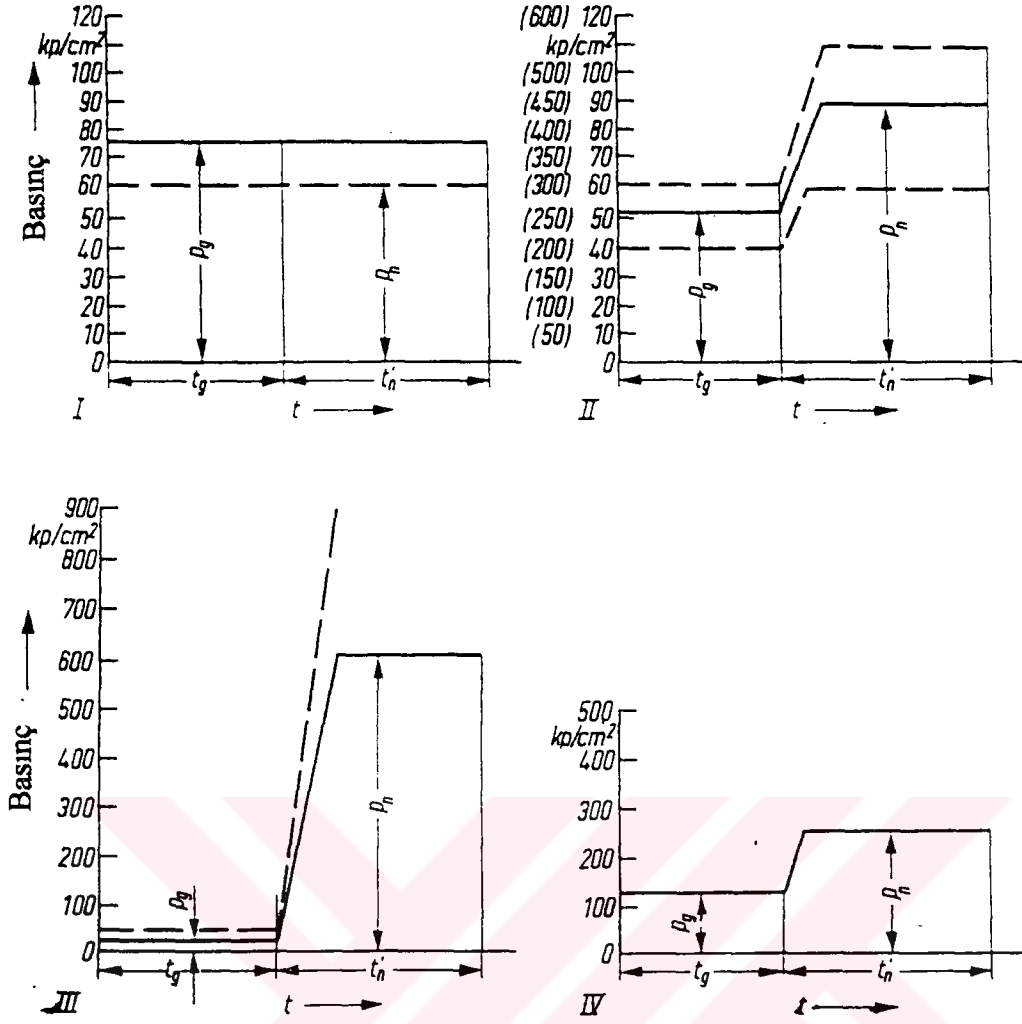 120
kp/cm²
100
90
80
70
60
50
40
30
20
10
0
Basınç
p_g
p_n
t_g
t'_n
I
t
(600) 120
kp/cm²
(500) 100
(450) 90
(400) 80
(350) 70
(300) 60
(250) 50
(200) 40
(150) 30
(100) 20
(50) 10
0
p_g
p_n
t_g
t'_n
II
t
900
kp/cm²
800
700
600
500
400
300
200
100
0
Basınç
p_g
p_n
t_g
t'_n
III
t
500
kp/cm²
400
300
200
100
0
p_g
p_n
t_g
t'_n
IV
t